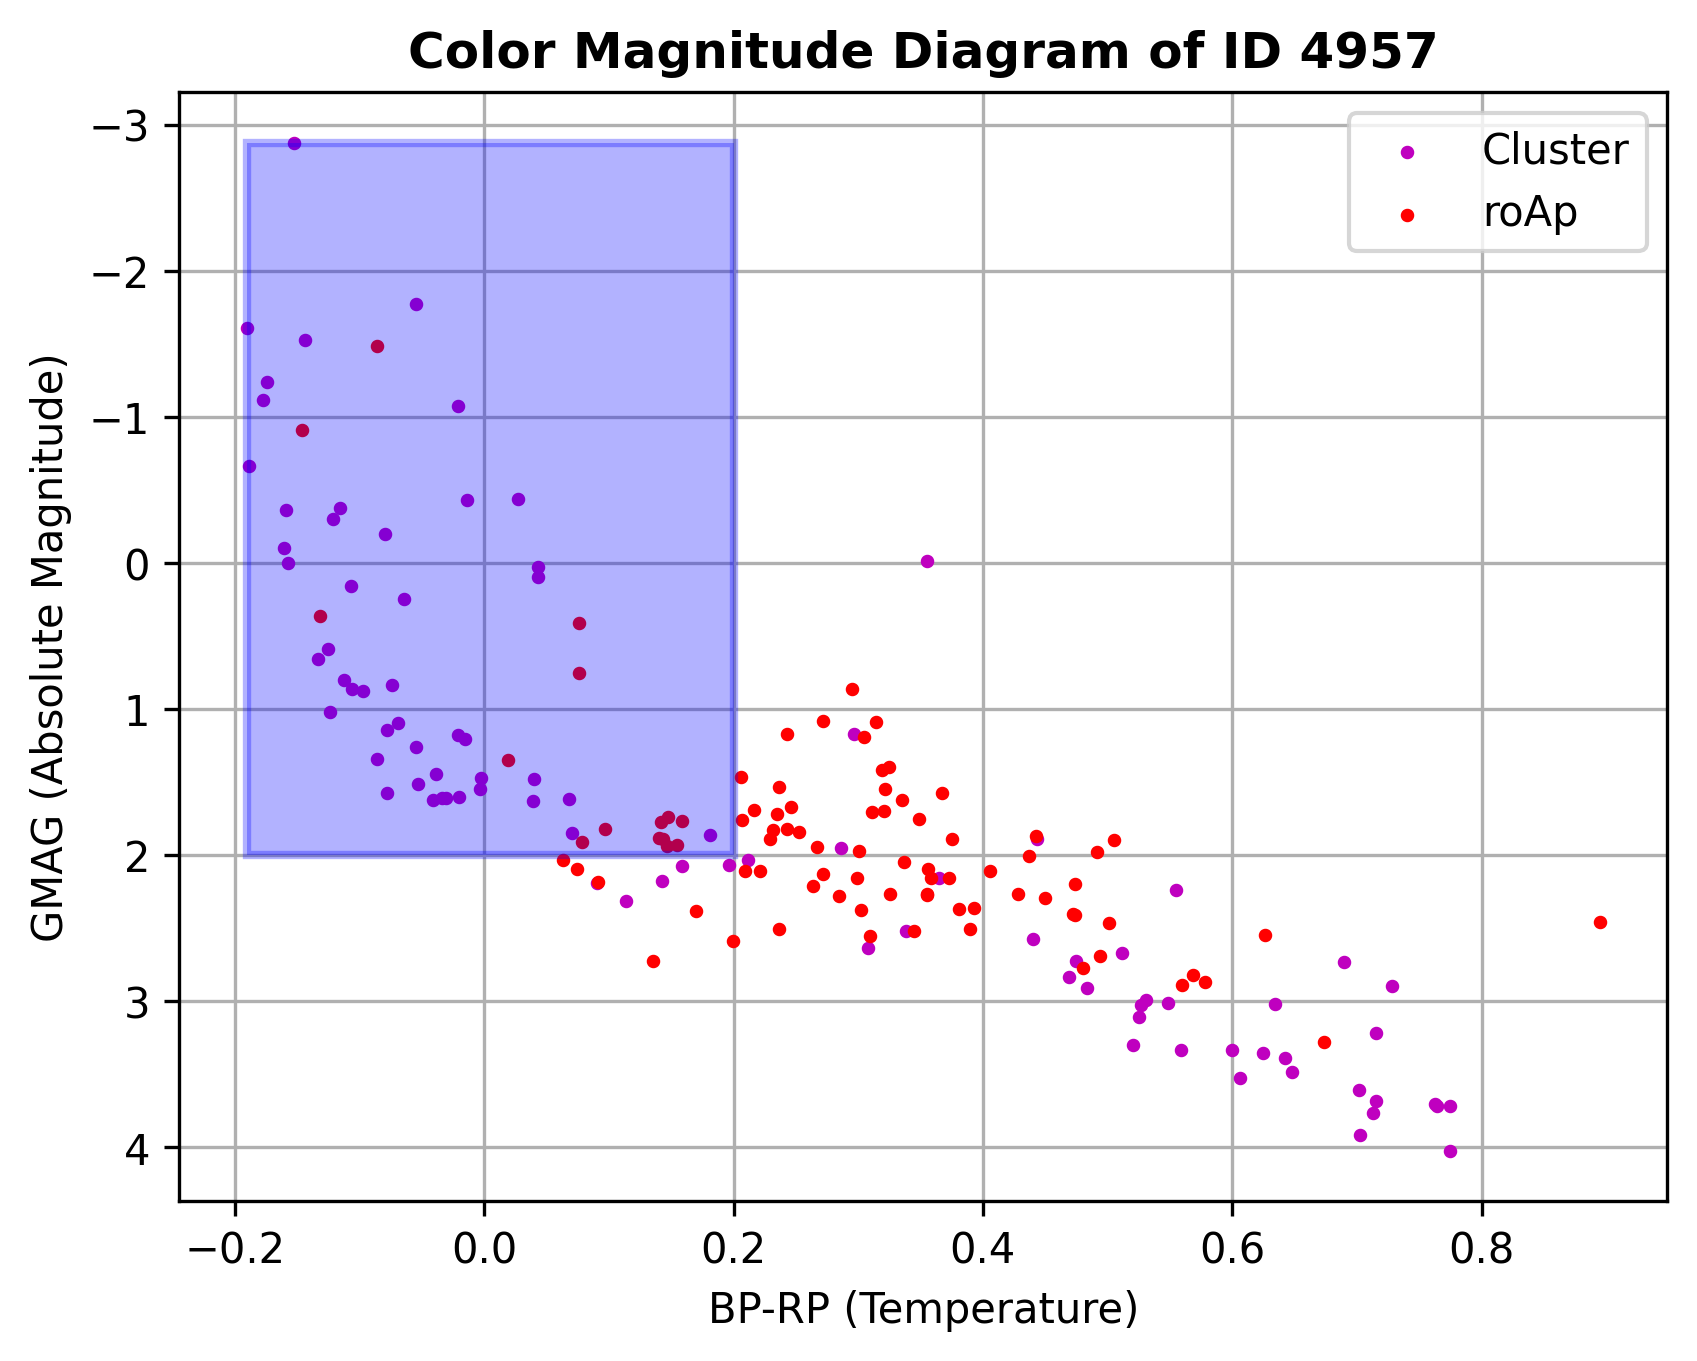 Color Magnitude Diagram of ID 4957
Cluster
roAp
GMAG (Absolute Magnitude)
−3
−2
−1
0
1
2
3
4
−0.2 0.0 0.2 0.4 0.6 0.8
BP-RP (Temperature)